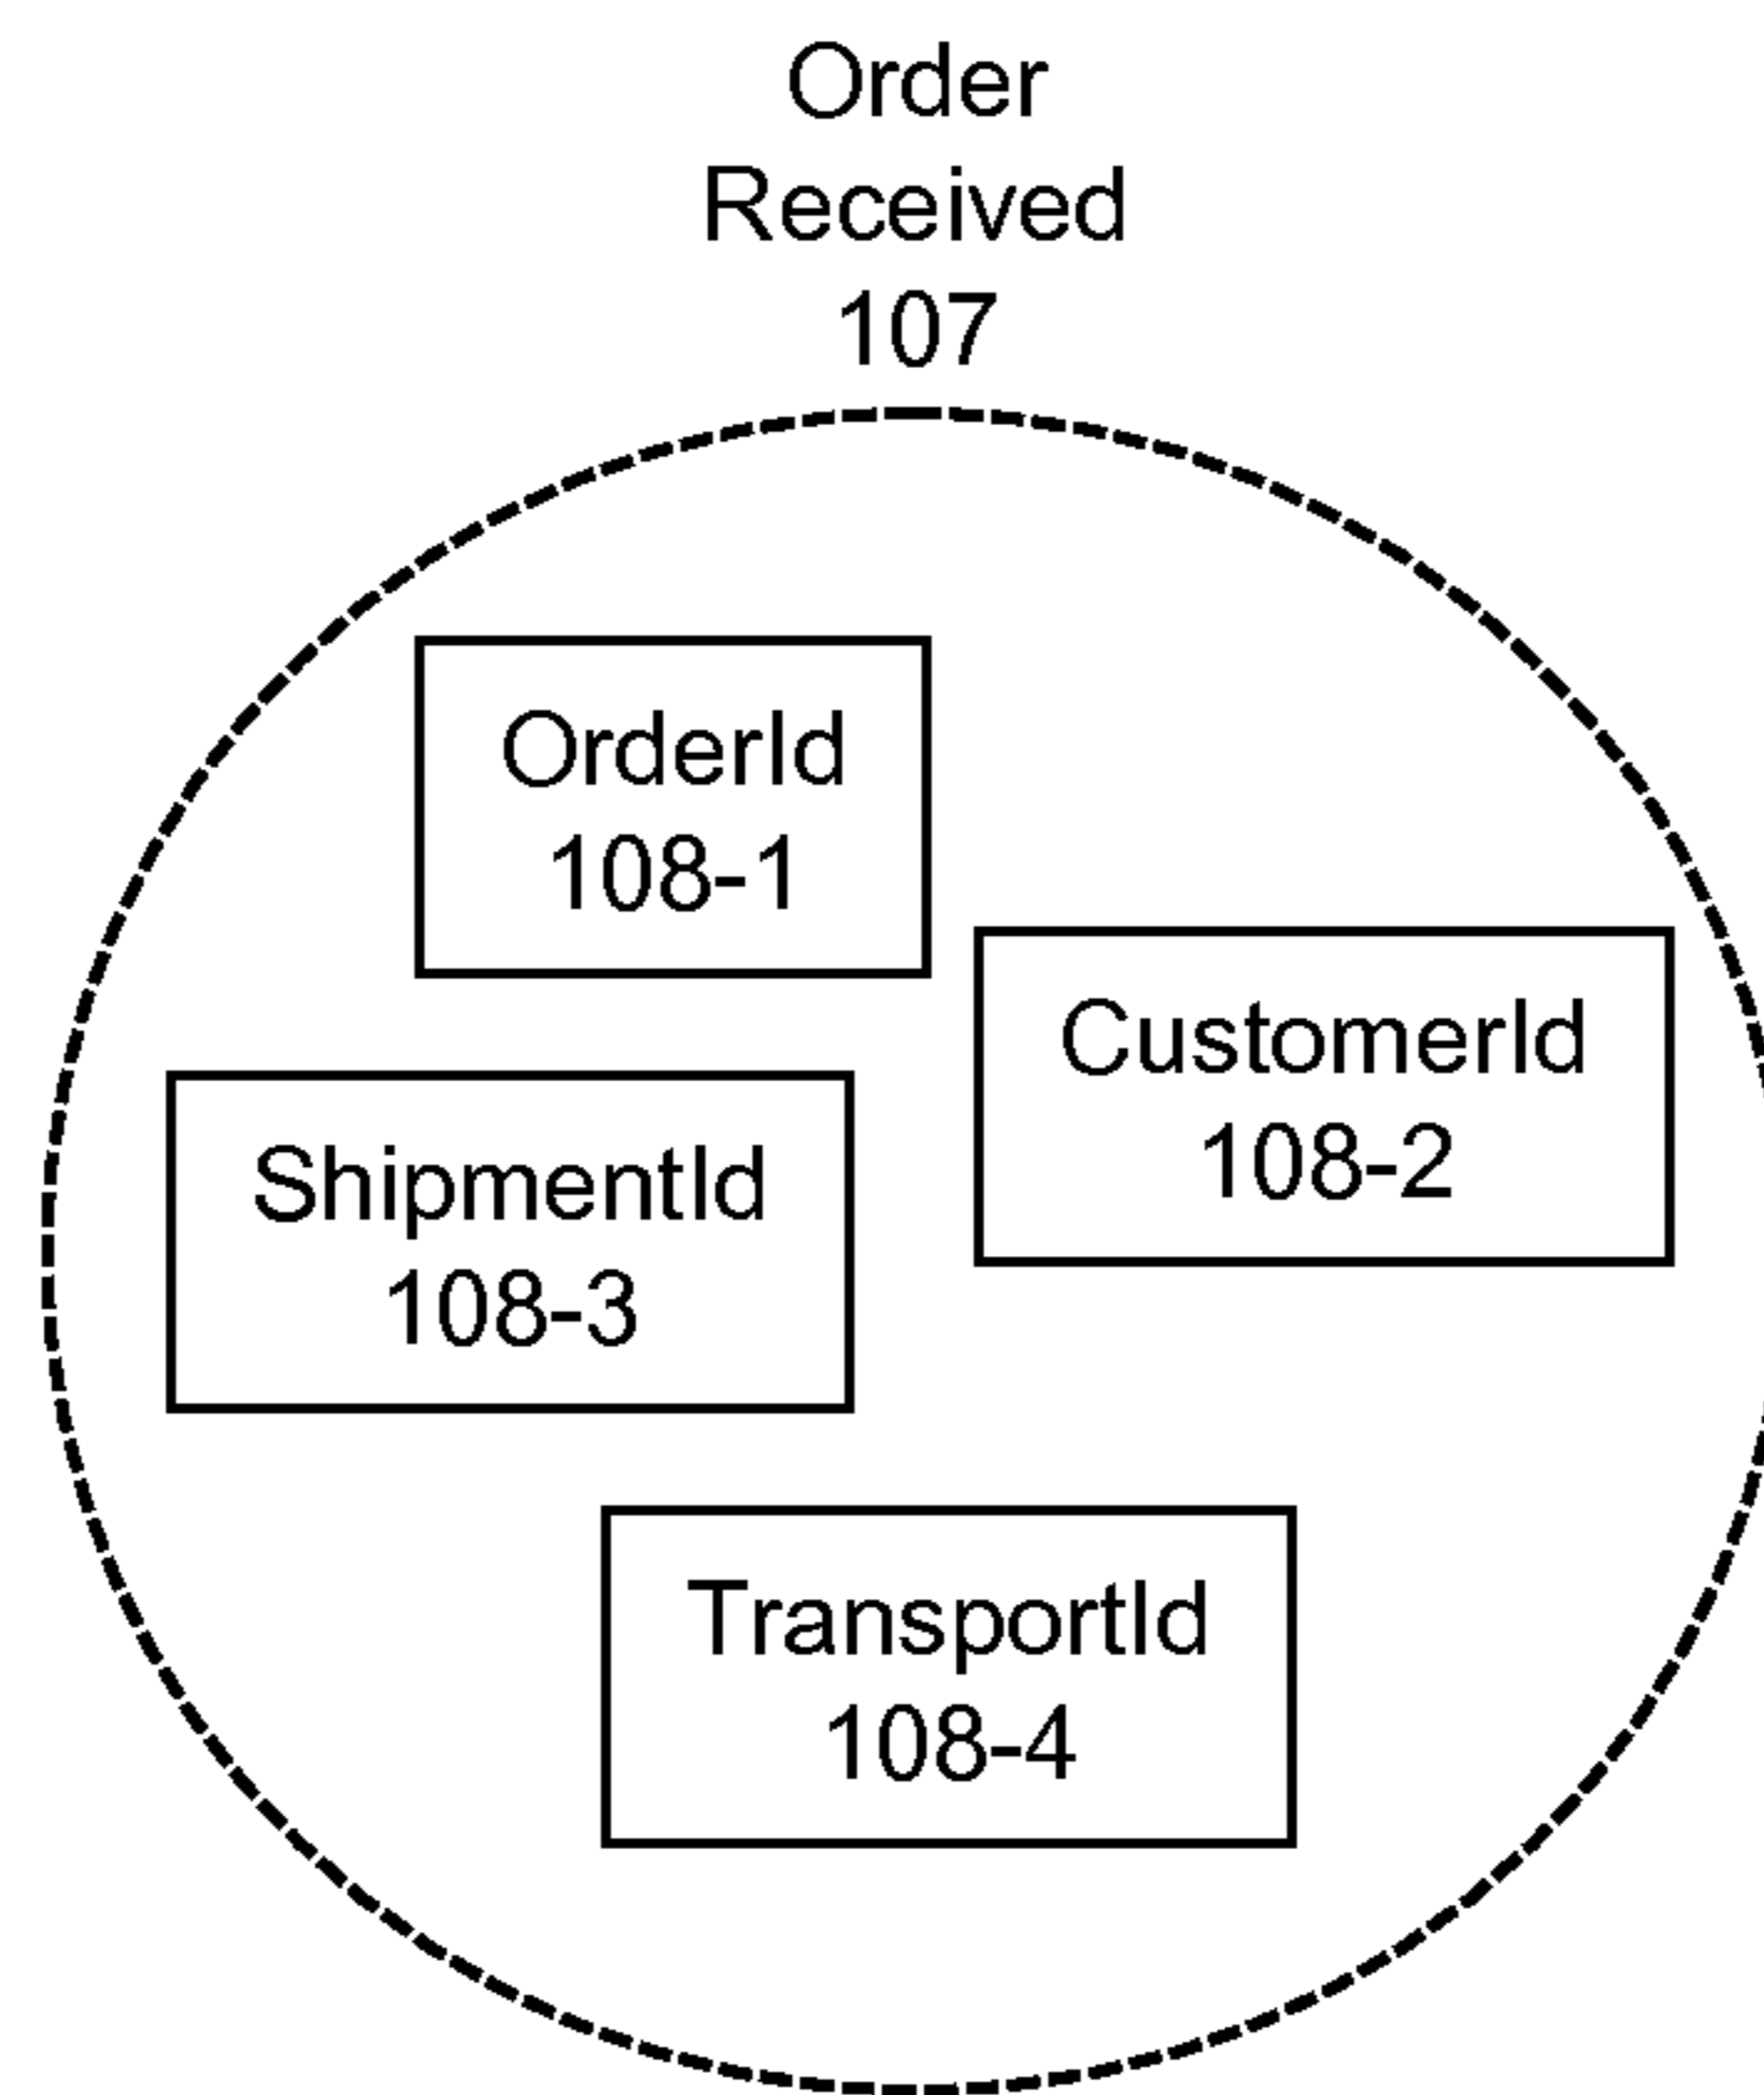 Order
Received
107
OrderId
108-1
CustomerId
108-2
ShipmentId
108-3
TransportId
108-4